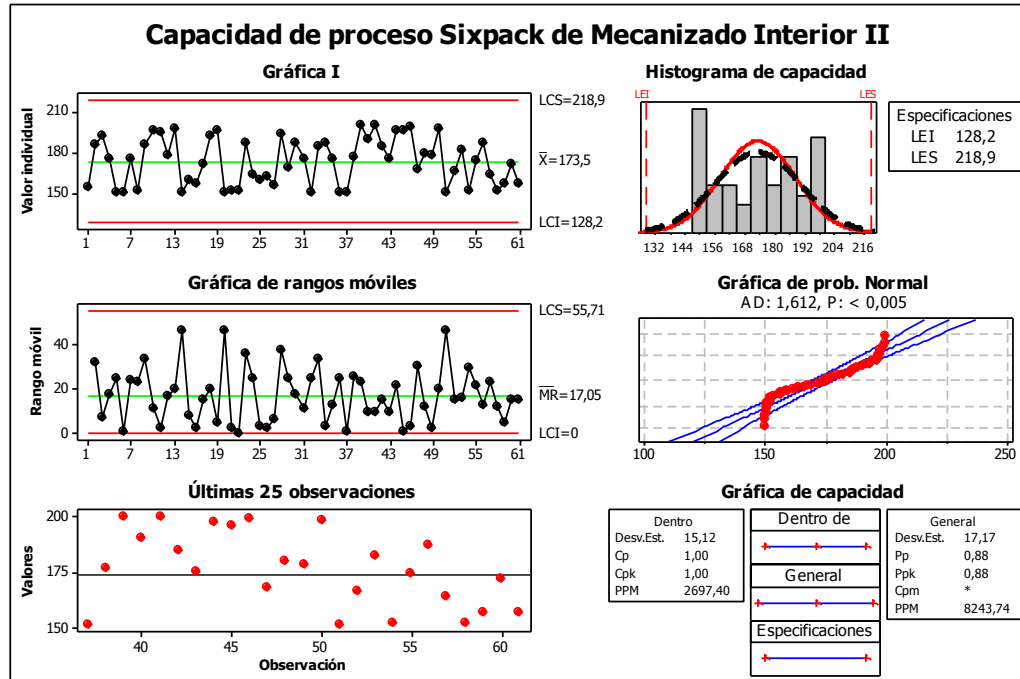 Capacidad de proceso Sixpack de Mecanizado Interior II
Gráfica I
Valor individual
210
180
150
1 7 13 19 25 31 37 43 49 55 61
LCS=218,9
X=173,5
LCI=128,2
Histograma de capacidad
LEI LES
132 144 156 168 180 192 204 216
Especificaciones
LEI 128,2
LES 218,9
Gráfica de rangos móviles
Rango móvil
40
20
0
1 7 13 19 25 31 37 43 49 55 61
LCS=55,71
MR=17,05
LCI=0
Gráfica de prob. Normal
AD: 1,612, P: < 0,005
100 150 200 250
Últimas 25 observaciones
Valores
200
175
150
40 45 50 55 60
Observación
Gráfica de capacidad
Dentro
Desv.Est. 15,12
Cp 1,00
Cpk 1,00
PPM 2697,40
Dentro de
General
Especificaciones
General
Desv.Est. 17,17
Pp 0,88
Ppk 0,88
Cpm *
PPM 8243,74